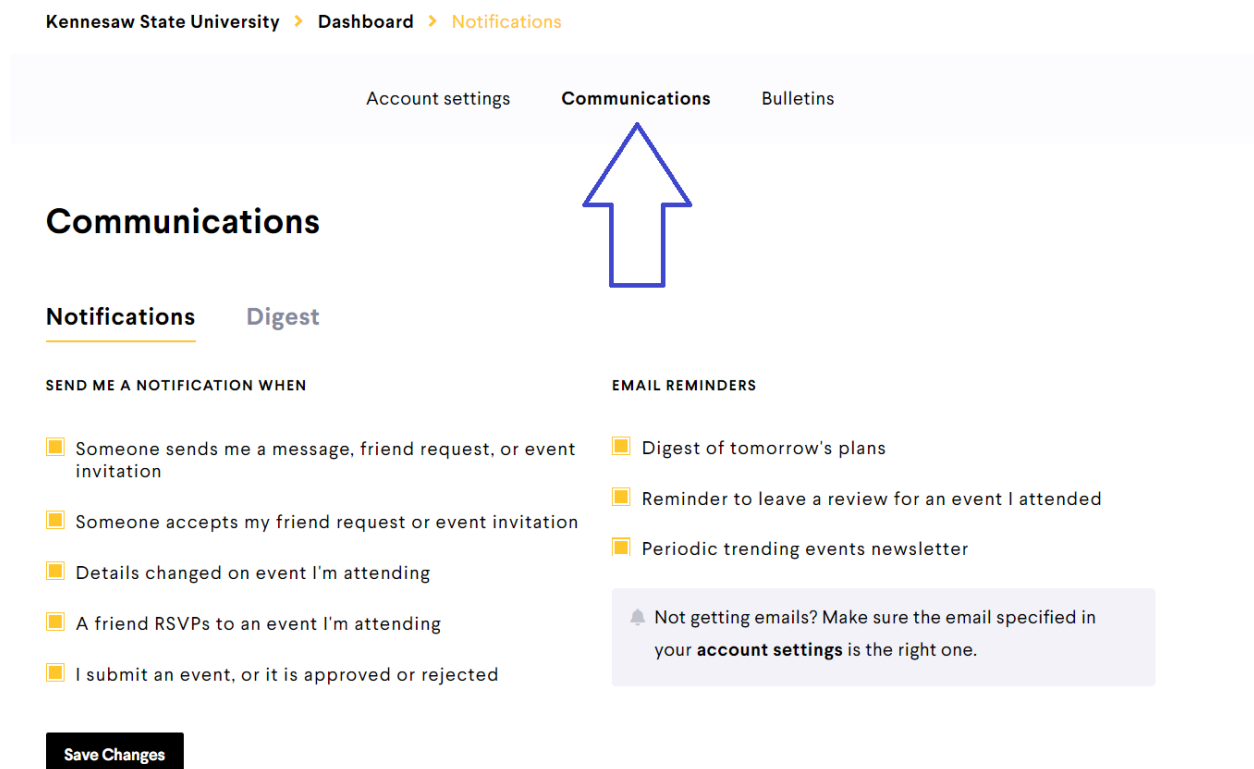 Kennesaw State University > Dashboard > Notifications
Account settings Communications Bulletins
Communications
Notifications Digest
SEND ME A NOTIFICATION WHEN
Someone sends me a message, friend request, or event
invitation
Someone accepts my friend request or event invitation
Details changed on event I'm attending
A friend RSVPs to an event I'm attending
I submit an event, or it is approved or rejected
EMAIL REMINDERS
Digest of tomorrow's plans
Reminder to leave a review for an event I attended
Periodic trending events newsletter
Not getting emails? Make sure the email specified in
your account settings is the right one.
Save Changes